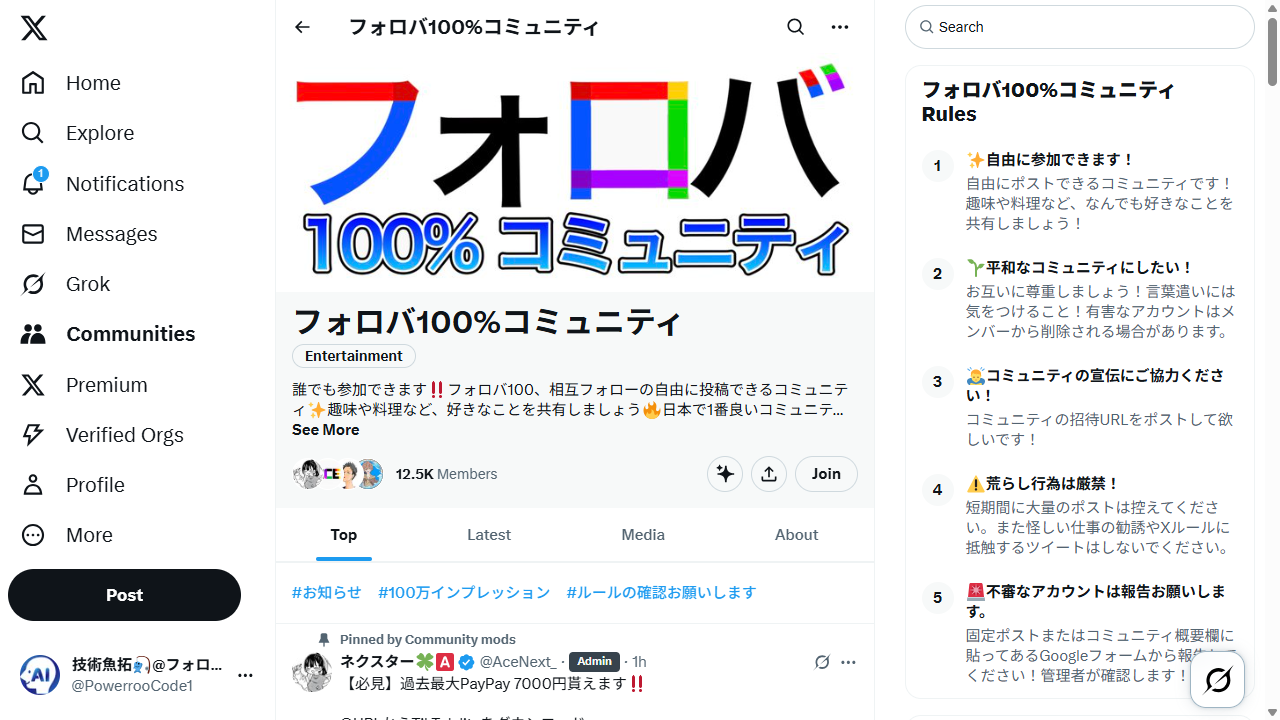 Home
Explore
1
Notifications
Messages
Grok
Communities
Premium
Verified Orgs
Profile
More
Post
技術魚拓
@フォロ...
@PowerrooCode1
フォロバ100%コミュニティ
フォロバ
100% コミュニティ
フォロバ100%コミュニティ
Entertainment
誰でも参加できます‼️フォロバ100、相互フォローの自由に投稿できるコミュニテ
ィ✨趣味や料理など、好きなことを共有しましょう🔥日本で1番良いコミュニテ...
See More
12.5K Members
Join
Top
Latest
Media
About
#お知らせ #100万インプレッション #ルールの確認お願いします
Pinned by Community mods
ネクスター🍀🅰️ @AceNext_ · Admin · 1h
【必見】過去最大PayPay 7000円貰えます‼️
Search
フォロバ100%コミュニティ
Rules
1
✨自由に参加できます！
自由にポストできるコミュニティです！
趣味や料理など、なんでも好きなことを
共有しましょう！
2
🌱平和なコミュニティにしたい！
お互いに尊重しましょう！言葉遣いには
気をつけること！有害なアカウントはメ
ンバーから削除される場合があります。
3
🙇コミュニティの宣伝にご協力くださ
い！
コミュニティの招待URLをポストして欲
しいです！
4
⚠️荒らし行為は厳禁！
短期間に大量のポストは控えてくださ
い。また怪しい仕事の勧誘やXルールに
抵触するツイートはしないでください。
5
🚨不審なアカウントは報告お願いしま
す。
固定ポストまたはコミュニティ概要欄に
貼ってあるGoogleフォームから報告し
ください！管理者が確認します！